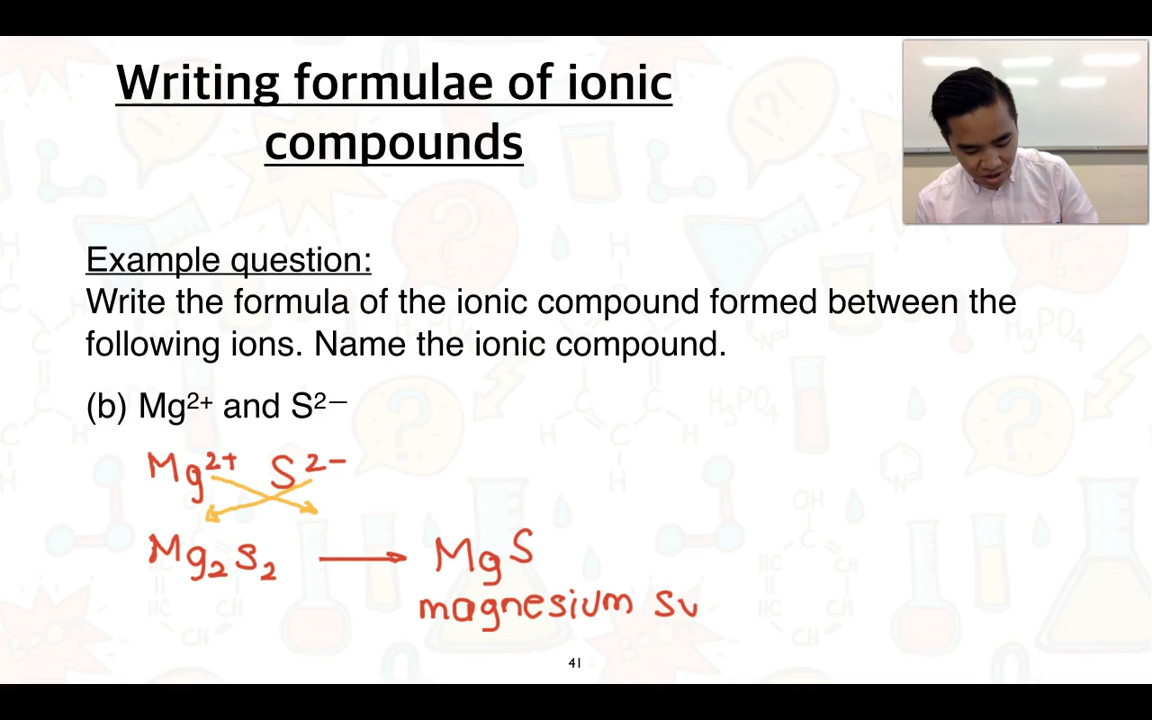 Writing formulae of ionic
compounds
Example question:
Write the formula of the ionic compound formed between the
following ions. Name the ionic compound.
(b) Mg²⁺ and S²⁻
Mg²⁺ S²⁻
Mg₂S₂ → MgS
magnesium su
41